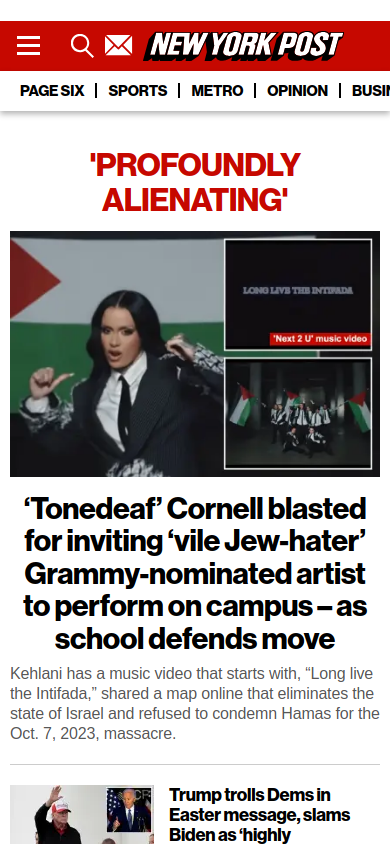 NEW YORK POST
PAGE SIX
SPORTS
METRO
OPINION
BUSI
'PROFOUNDLY
ALIENATING'
LONG LIVE THE INTIFADA
'Next 2 U' music video
‘Tonedeaf’ Cornell blasted
for inviting ‘vile Jew-hater’
Grammy-nominated artist
to perform on campus – as
school defends move
Kehlani has a music video that starts with, “Long live
the Intifada,” shared a map online that eliminates the
state of Israel and refused to condemn Hamas for the
Oct. 7, 2023, massacre.
Trump trolls Dems in
Easter message, slams
Biden as ‘highly